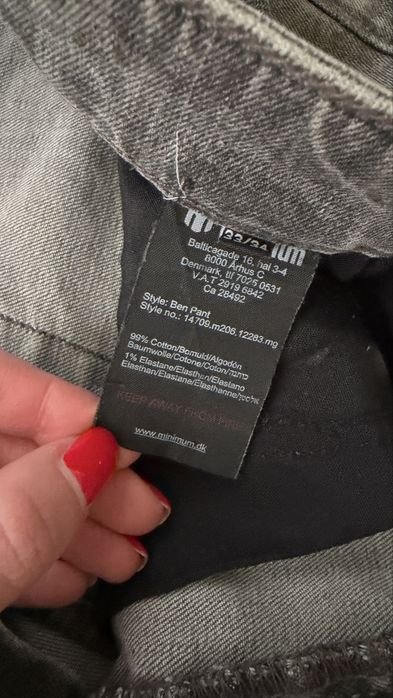 33/34
Balticagade 16, hal 3-4
8000 Århus C
Denmark, tlf 7025 0531
V.A.T 2919 6842
Ca 28492
Style: Ben Pant
Style no.: 14709.m206,12283.mg
99% Cotton/Bomuld/Algodón
Baumwolle/Cotone/Coton/כותנה
1% Elastane/Elasthan/Elastano
Elasthan/Elastane/Elasthanne/
KEEP AWAY FROM FIRE
www.minimum.dk